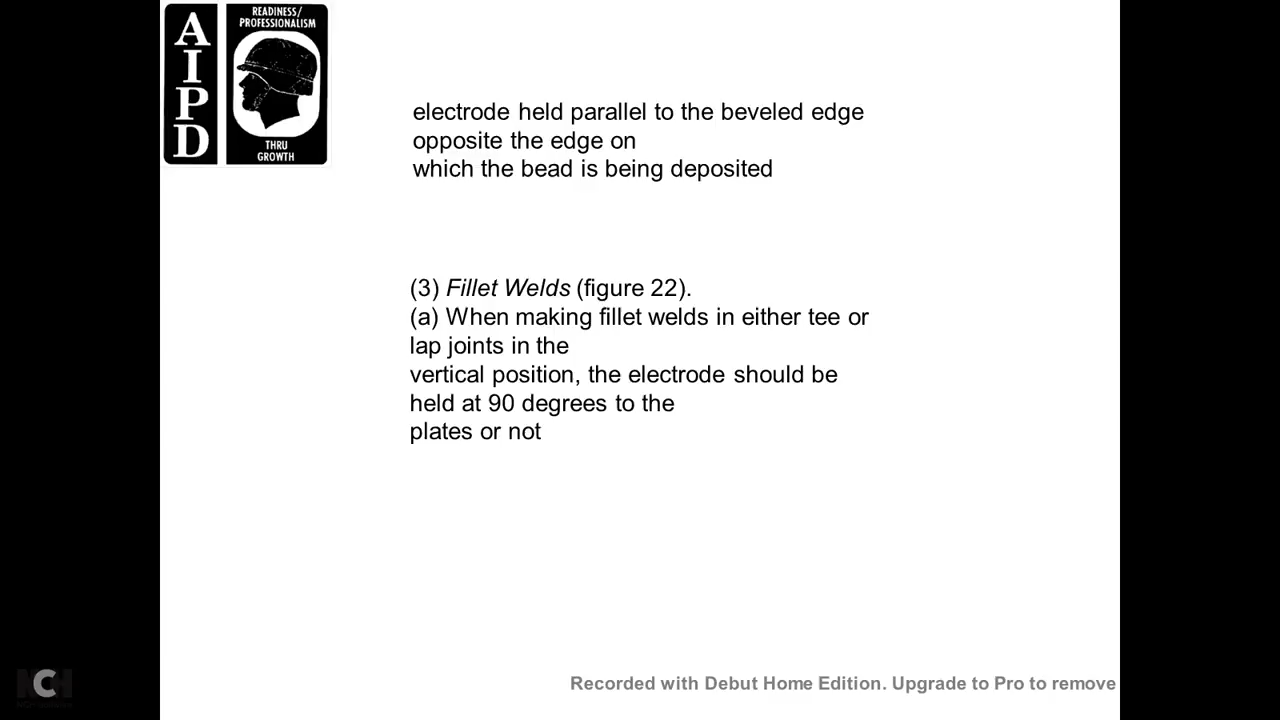 READINESS/
PROFESSIONALISM
AIPD
THRU
GROWTH
electrode held parallel to the beveled edge
opposite the edge on
which the bead is being deposited
(3) Fillet Welds (figure 22).
(a) When making fillet welds in either tee or
lap joints in the
vertical position, the electrode should be
held at 90 degrees to the
plates or not
Recorded with Debut Home Edition. Upgrade to Pro to remove